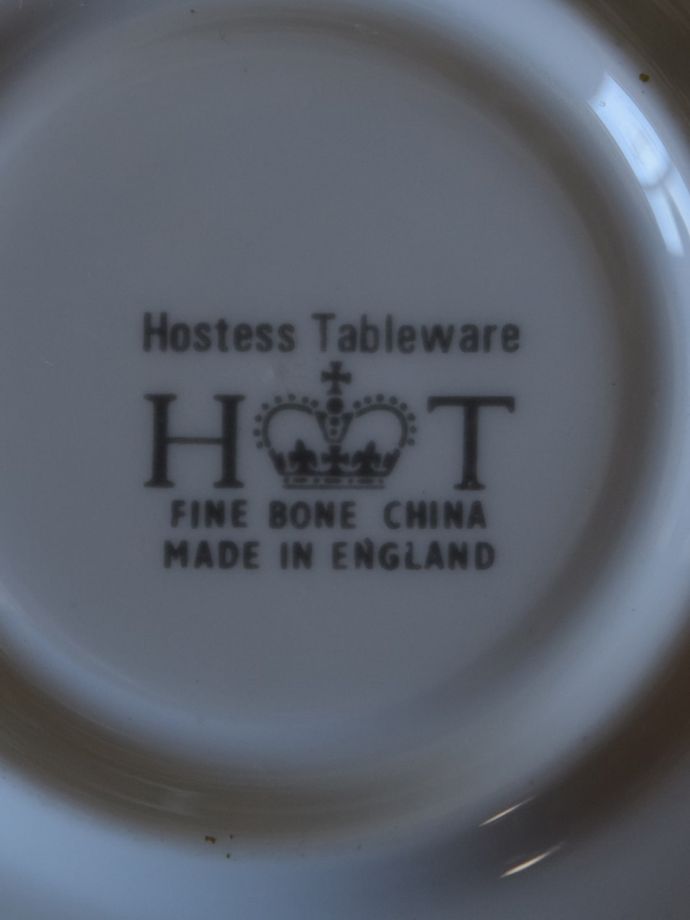 Hostess Tableware
H T
FINE BONE CHINA
MADE IN ENGLAND